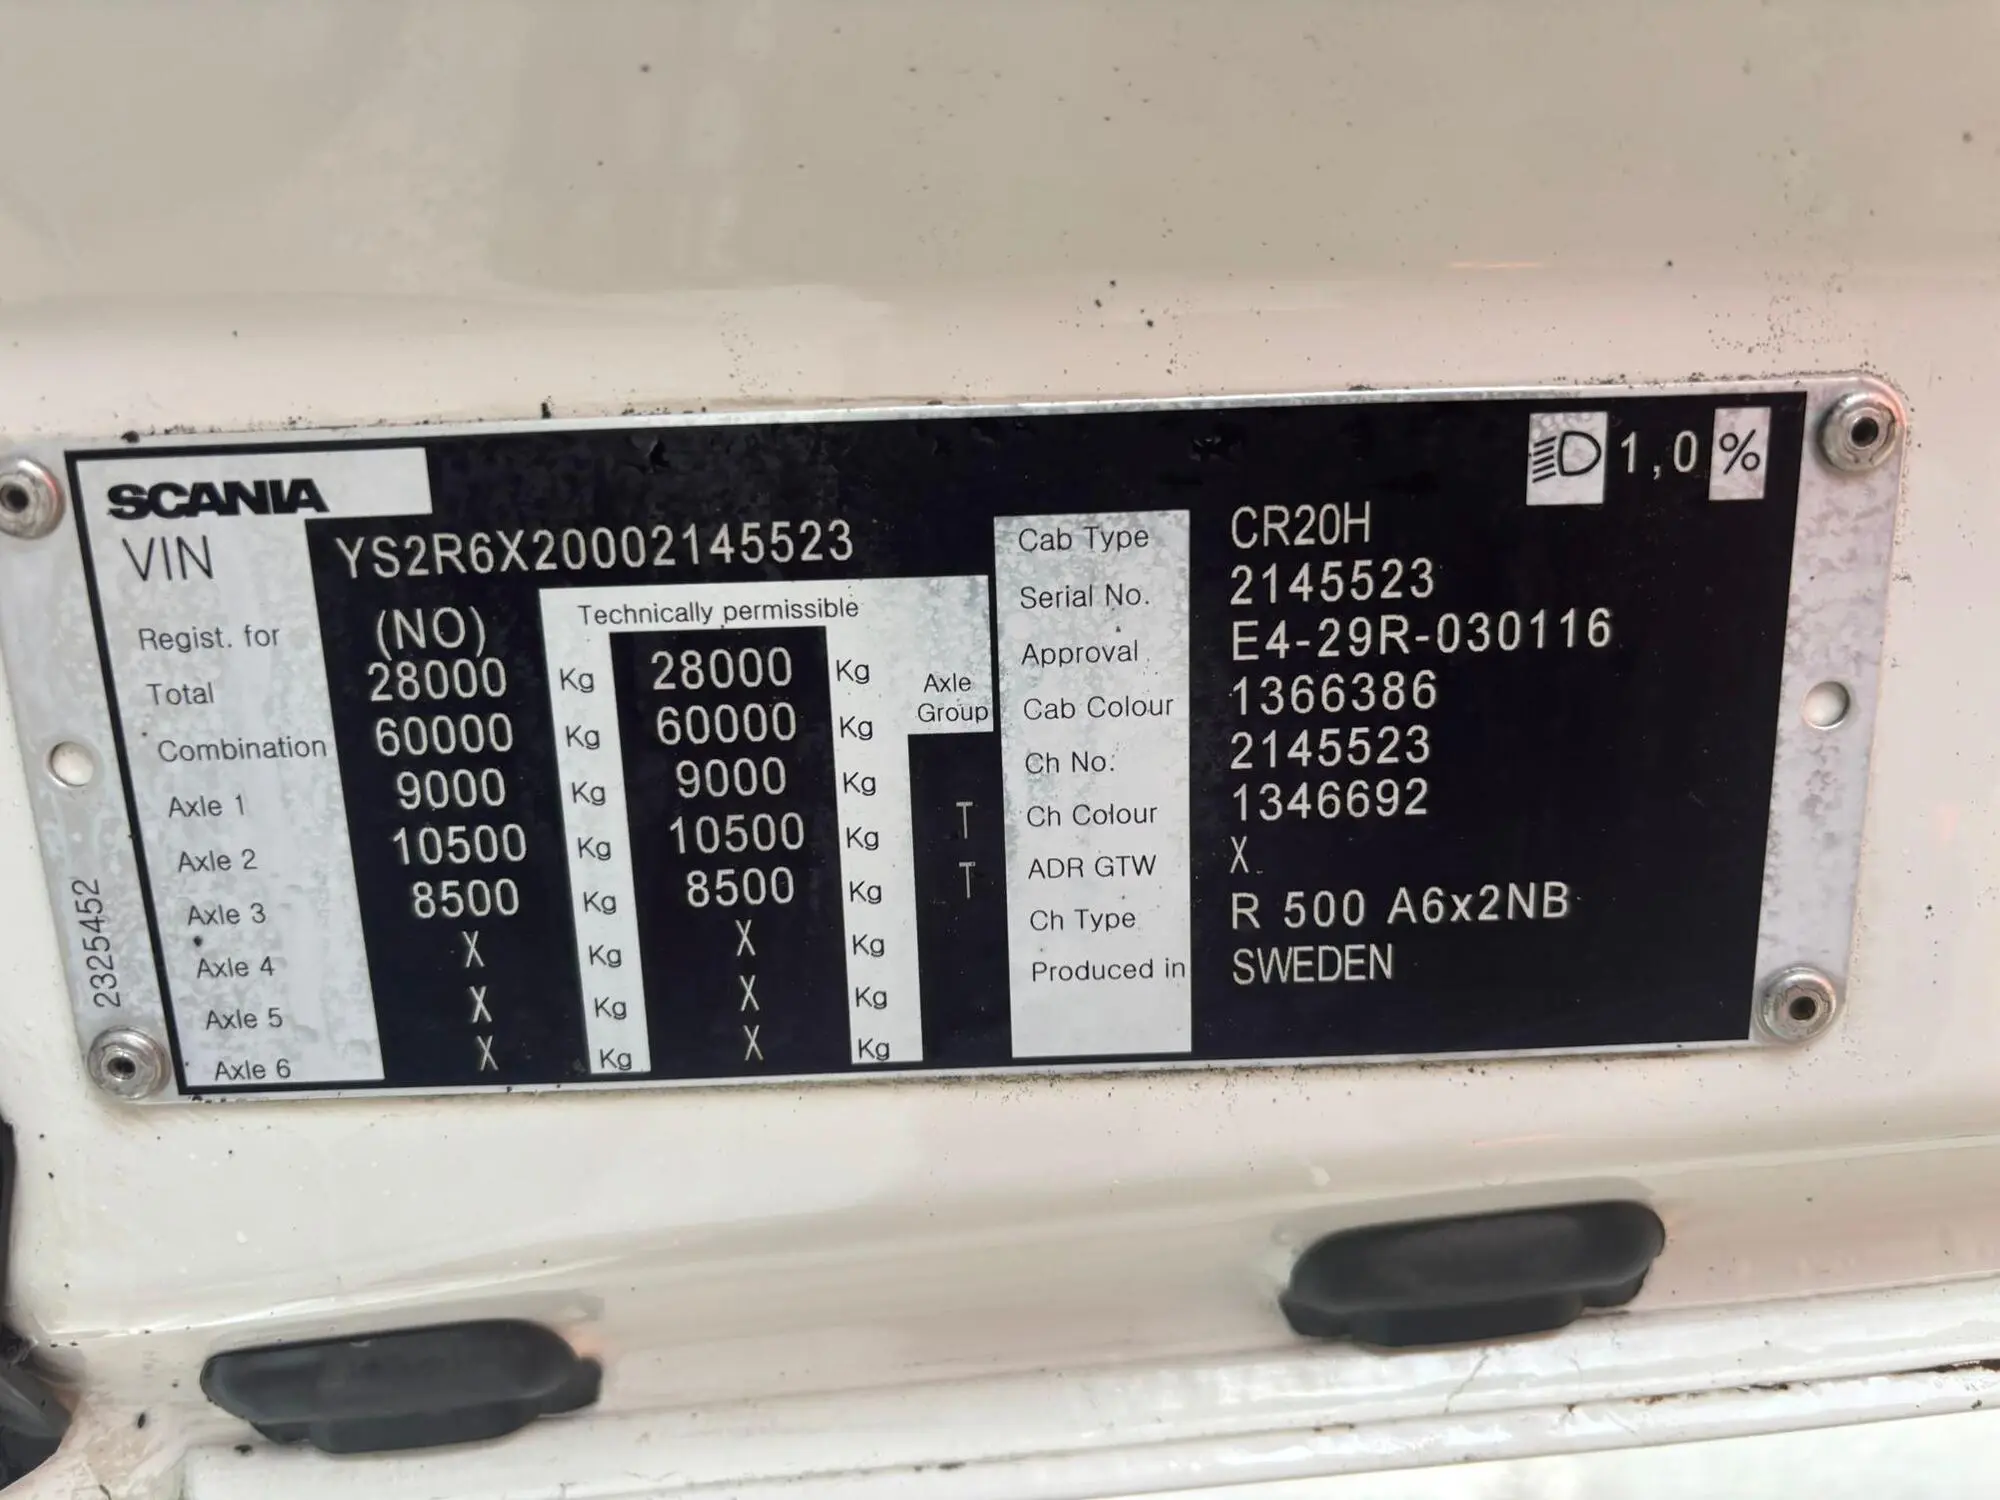 SCANIA
1,0 %
VIN YS2R6X20002145523
Regist. for (NO)
Technically permissible
Total 28000 Kg 28000 Kg
Axle Group
Combination 60000 Kg 60000 Kg
Axle 1 9000 Kg 9000 Kg
Axle 2 10500 Kg 10500 Kg T
Axle 3 8500 Kg 8500 Kg T
Axle 4 X Kg X Kg
Axle 5 X Kg X Kg
Axle 6 X Kg X Kg
Cab Type CR20H
Serial No. 2145523
Approval E4-29R-030116
Cab Colour 1366386
Ch No. 2145523
Ch Colour 1346692
ADR GTW X
Ch Type R 500 A6x2NB
Produced in SWEDEN
2325452